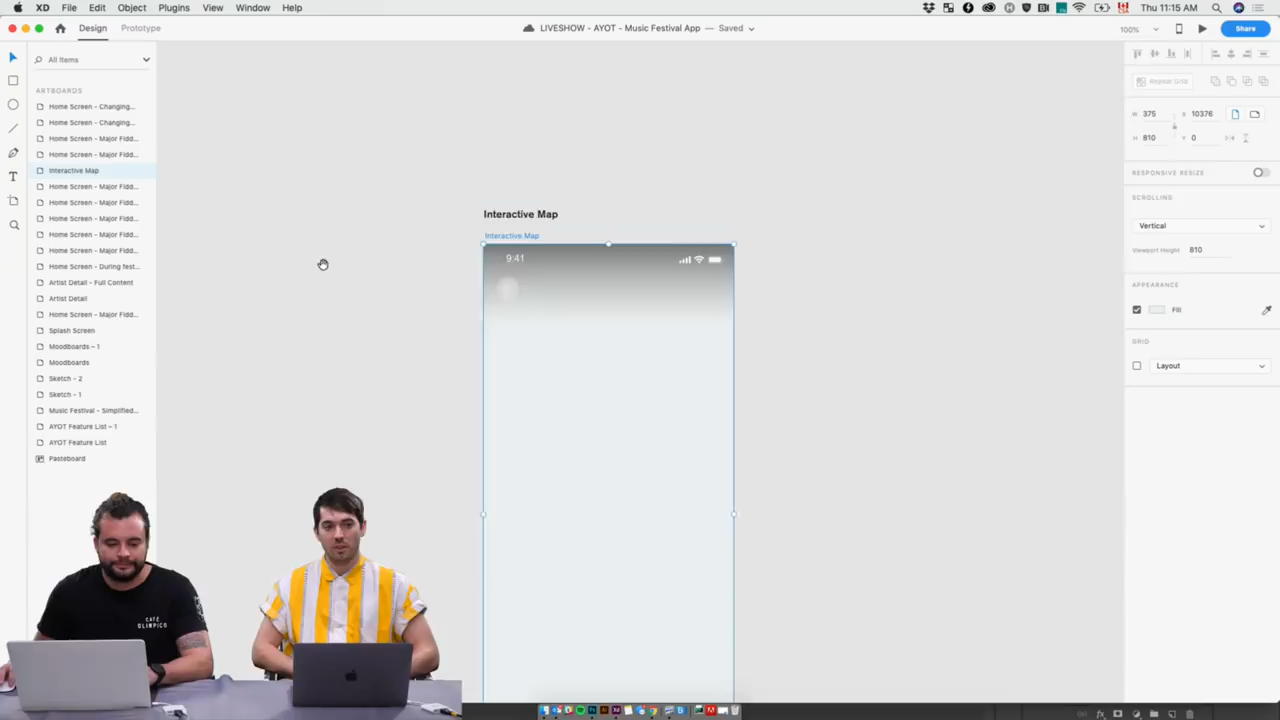 XD File Edit Object Plugins View Window Help Thu 11:15 AM
Design Prototype LIVESHOW - AYOT - Music Festival App — Saved 100% Share
All Items
ARTBOARDS
Home Screen - Changing...
Home Screen - Changing...
Home Screen - Major Fidd...
Home Screen - Major Fidd...
Interactive Map
Home Screen - Major Fidd...
Home Screen - Major Fidd...
Home Screen - Major Fidd...
Home Screen - Major Fidd...
Home Screen - Major Fidd...
Home Screen - During fest...
Artist Detail - Full Content
Artist Detail
Home Screen - Major Fidd...
Splash Screen
Moodboards – 1
Moodboards
Sketch - 2
Sketch - 1
Music Festival - Simplified...
AYOT Feature List – 1
AYOT Feature List
Pasteboard
Interactive Map
Interactive Map
9:41
Repeat Grid
W 375 X 10376
H 810 Y 0
RESPONSIVE RESIZE
SCROLLING
Vertical
Viewport Height 810
APPEARANCE
Fill
GRID
Layout
CAFÉ
OLIMPICO